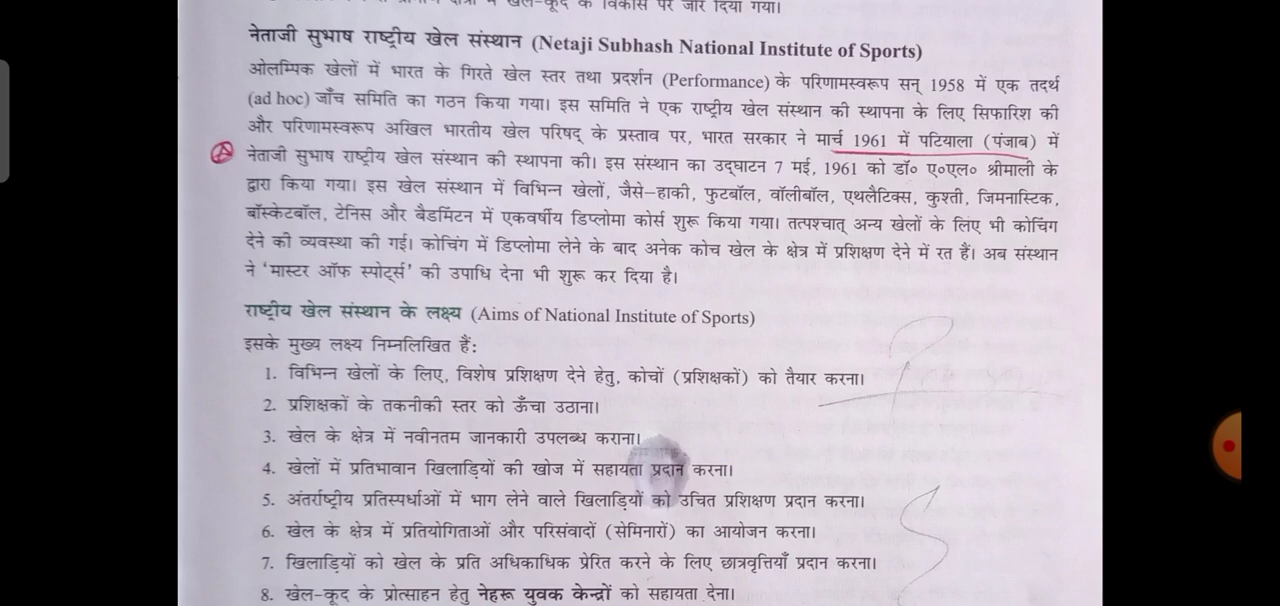 खेल-कूद के विकास पर जोर दिया गया।
नेताजी सुभाष राष्ट्रीय खेल संस्थान (Netaji Subhash National Institute of Sports)
ओलम्पिक खेलों में भारत के गिरते खेल स्तर तथा प्रदर्शन (Performance) के परिणामस्वरूप सन् 1958 में एक तदर्थ
(ad hoc) जाँच समिति का गठन किया गया। इस समिति ने एक राष्ट्रीय खेल संस्थान की स्थापना के लिए सिफारिश की
और परिणामस्वरूप अखिल भारतीय खेल परिषद् के प्रस्ताव पर, भारत सरकार ने मार्च 1961 में पटियाला (पंजाब) में
नेताजी सुभाष राष्ट्रीय खेल संस्थान की स्थापना की। इस संस्थान का उद्घाटन 7 मई, 1961 को डॉ० ए०एल० श्रीमाली के
द्वारा किया गया। इस खेल संस्थान में विभिन्न खेलों, जैसे–हाकी, फुटबॉल, वॉलीबॉल, एथलैटिक्स, कुश्ती, जिमनास्टिक,
बॉस्केटबॉल, टेनिस और बैडमिंटन में एकवर्षीय डिप्लोमा कोर्स शुरू किया गया। तत्पश्चात् अन्य खेलों के लिए भी कोचिंग
देने की व्यवस्था की गई। कोचिंग में डिप्लोमा लेने के बाद अनेक कोच खेल के क्षेत्र में प्रशिक्षण देने में रत हैं। अब संस्थान
ने 'मास्टर ऑफ स्पोर्ट्स' की उपाधि देना भी शुरू कर दिया है।
राष्ट्रीय खेल संस्थान के लक्ष्य (Aims of National Institute of Sports)
इसके मुख्य लक्ष्य निम्नलिखित हैं:
1. विभिन्न खेलों के लिए, विशेष प्रशिक्षण देने हेतु, कोचों (प्रशिक्षकों) को तैयार करना।
2. प्रशिक्षकों के तकनीकी स्तर को ऊँचा उठाना।
3. खेल के क्षेत्र में नवीनतम जानकारी उपलब्ध कराना।
4. खेलों में प्रतिभावान खिलाड़ियों की खोज में सहायता प्रदान करना।
5. अंतर्राष्ट्रीय प्रतिस्पर्धाओं में भाग लेने वाले खिलाड़ियों को उचित प्रशिक्षण प्रदान करना।
6. खेल के क्षेत्र में प्रतियोगिताओं और परिसंवादों (सेमिनारों) का आयोजन करना।
7. खिलाड़ियों को खेल के प्रति अधिकाधिक प्रेरित करने के लिए छात्रवृत्तियाँ प्रदान करना।
8. खेल-कूद के प्रोत्साहन हेतु नेहरू युवक केन्द्रों को सहायता देना।